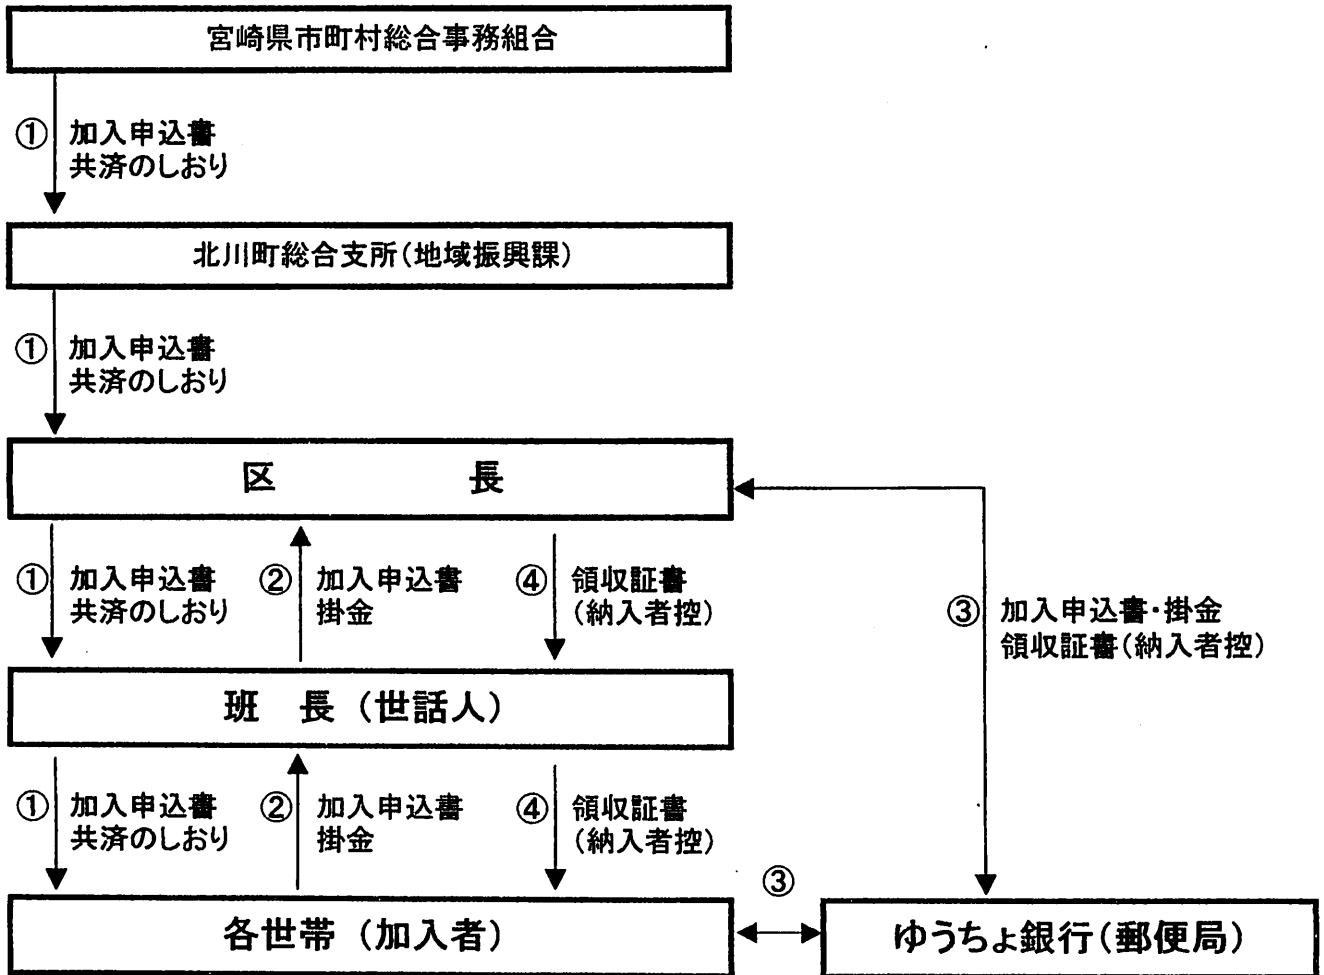 宮崎県市町村総合事務組合
① 加入申込書
共済のしおり
北川町総合支所(地域振興課)
① 加入申込書
共済のしおり
区 長
① 加入申込書
共済のしおり
② 加入申込書
掛金
④ 領収証書
(納入者控)
③ 加入申込書・掛金
領収証書(納入者控)
班 長(世話人)
① 加入申込書
共済のしおり
② 加入申込書
掛金
④ 領収証書
(納入者控)
③
各世帯(加入者)
ゆうちょ銀行(郵便局)